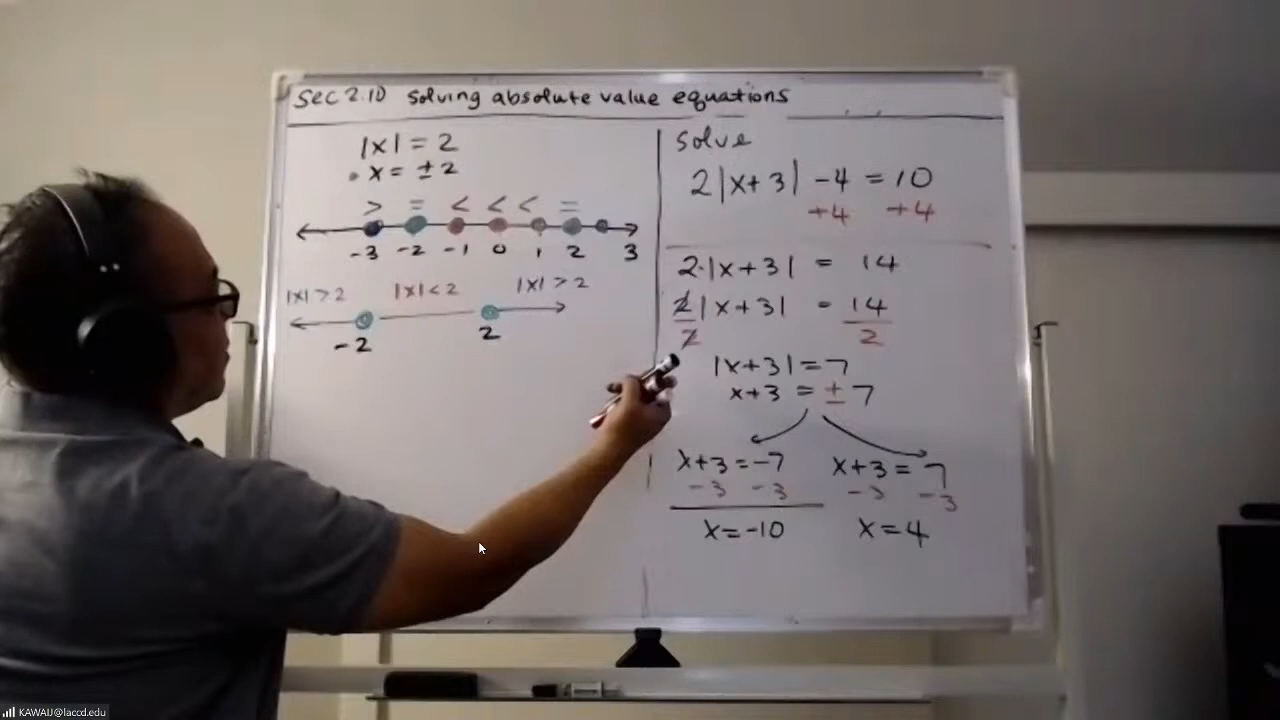 Sec 2.10 solving absolute value equations
|x| = 2
• x = ±2
> = < < < =
-3 -2 -1 0 1 2 3
|x| > 2 |x| < 2 |x| > 2
-2 2
solve
2|x+3| - 4 = 10
+4 +4
2·|x+3| = 14
2|x+3| = 14
2 2
|x+3| = 7
x+3 = ± 7
x+3 = -7 x+3 = 7
-3 -3 -3 -3
x = -10 x = 4
KAWAIJ@laccd.edu